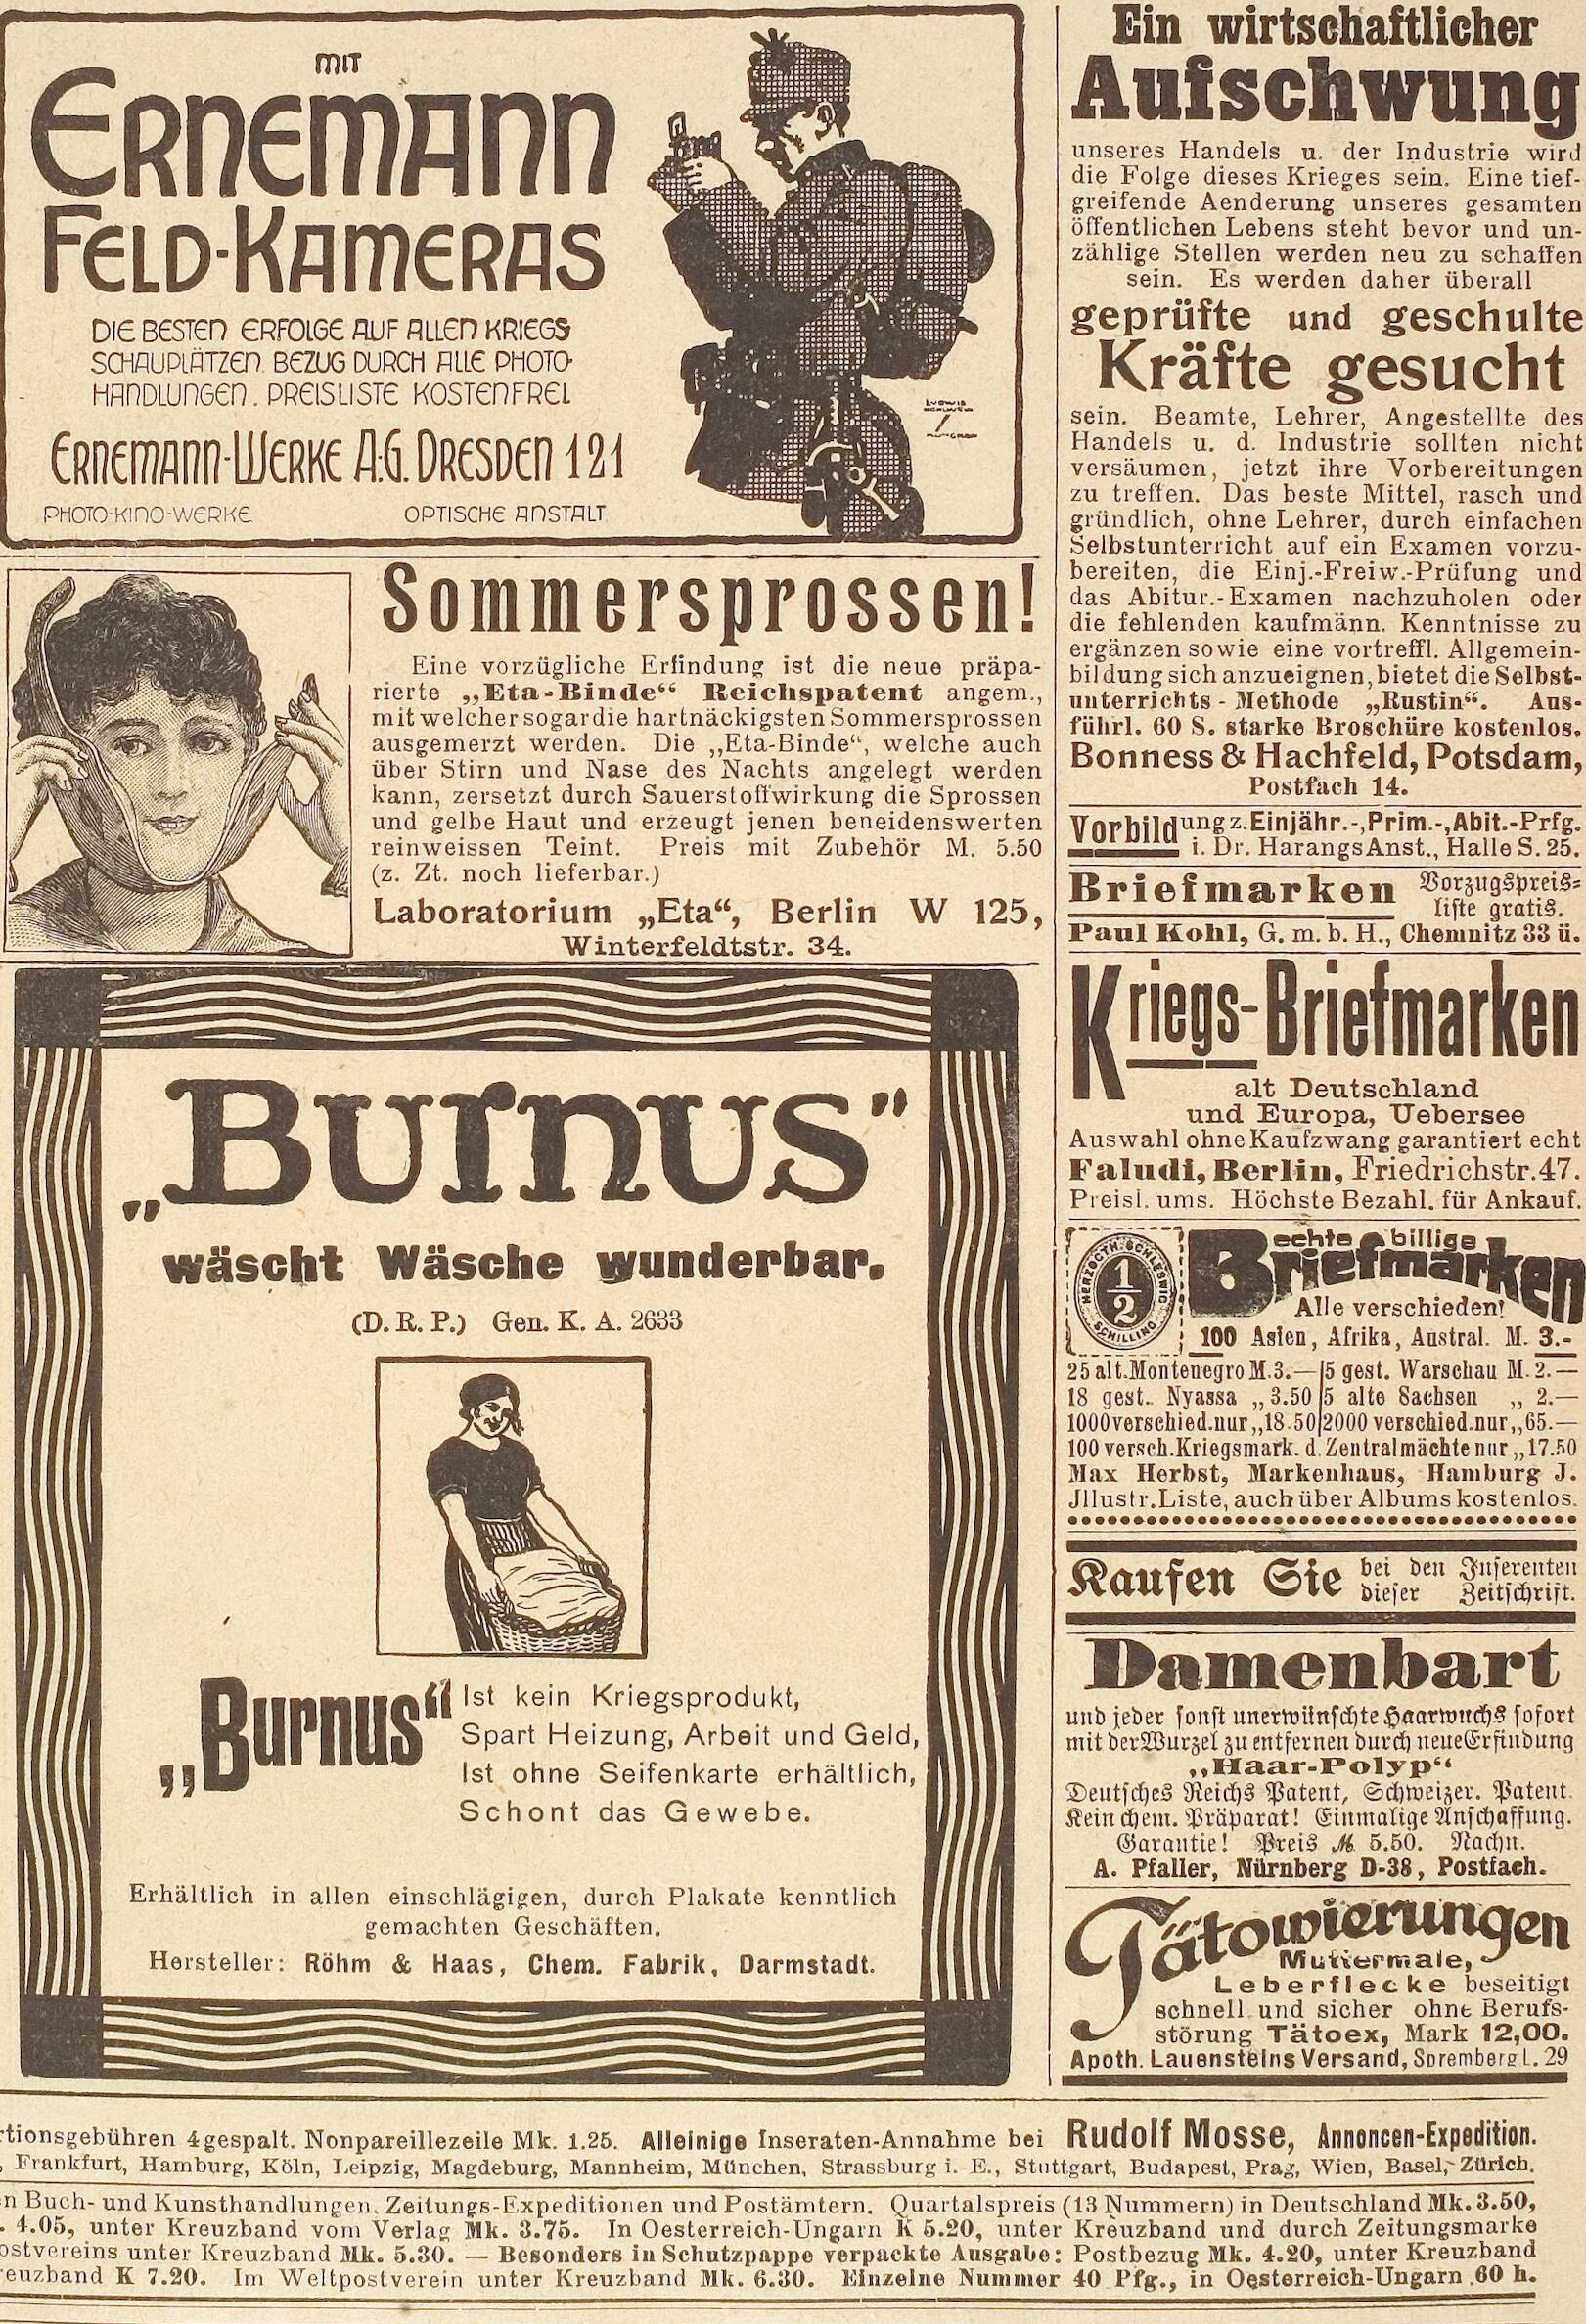 MIT
ERNEMANN
FELD-KAMERAS
DIE BESTEN ERFOLGE AUF ALLEN KRIEGS
SCHAUPLÄTZEN. BEZUG DURCH ALLE PHOTO-
HANDLUNGEN. PREISLISTE KOSTENFREI.
ERNEMANN-WERKE A.G. DRESDEN 121
PHOTO-KINO-WERKE OPTISCHE ANSTALT
Sommersprossen!
Eine vorzügliche Erfindung ist die neue präpa-
rierte „Eta-Binde“ Reichspatent angem.,
mit welcher sogar die hartnäckigsten Sommersprossen
ausgemerzt werden. Die „Eta-Binde“, welche auch
über Stirn und Nase des Nachts angelegt werden
kann, zersetzt durch Sauerstoffwirkung die Sprossen
und gelbe Haut und erzeugt jenen beneidenswerten
reinweissen Teint. Preis mit Zubehör M. 5.50
(z. Zt. noch lieferbar.)
Laboratorium „Eta“, Berlin W 125,
Winterfeldtstr. 34.
„Burnus"
wäscht Wäsche wunderbar.
(D. R. P.) Gen. K. A. 2633
„Burnus“ Ist kein Kriegsprodukt,
Spart Heizung, Arbeit und Geld,
Ist ohne Seifenkarte erhältlich,
Schont das Gewebe.
Erhältlich in allen einschlägigen, durch Plakate kenntlich
gemachten Geschäften.
Hersteller: Röhm & Haas, Chem. Fabrik, Darmstadt.
Ein wirtschaftlicher
Aufschwung
unseres Handels u. der Industrie wird
die Folge dieses Krieges sein. Eine tief-
greifende Aenderung unseres gesamten
öffentlichen Lebens steht bevor und un-
zählige Stellen werden neu zu schaffen
sein. Es werden daher überall
geprüfte und geschulte
Kräfte gesucht
sein. Beamte, Lehrer, Angestellte des
Handels u. d. Industrie sollten nicht
versäumen, jetzt ihre Vorbereitungen
zu treffen. Das beste Mittel, rasch und
gründlich, ohne Lehrer, durch einfachen
Selbstunterricht auf ein Examen vorzu-
bereiten, die Einj.-Freiw.-Prüfung und
das Abitur.-Examen nachzuholen oder
die fehlenden kaufmänn. Kenntnisse zu
ergänzen sowie eine vortreffl. Allgemein-
bildung sich anzueignen, bietet die Selbst-
unterrichts-Methode „Rustin“. Aus-
führl. 60 S. starke Broschüre kostenlos.
Bonness & Hachfeld, Potsdam,
Postfach 14.
Vorbildung z. Einjähr.-, Prim.-, Abit.-Prfg.
i. Dr. Harangs Anst., Halle S. 25.
Briefmarken Vorzugspreis-
liste gratis.
Paul Kohl, G. m. b. H., Chemnitz 33 ü.
Kriegs-Briefmarken
alt Deutschland
und Europa, Uebersee
Auswahl ohne Kaufzwang garantiert echt
Faludi, Berlin, Friedrichstr. 47.
Preisl. ums. Höchste Bezahl. für Ankauf.
HERZOGTH. SCHLESWIG
1/2
SCHILLING
echte billige
Briefmarken
Alle verschieden!
100 Asien, Afrika, Austral. M. 3.-
25 alt. Montenegro M. 3.— 5 gest. Warschau M. 2.—
18 gest. Nyassa „ 3.50 5 alte Sachsen „ 2.—
1000 verschied. nur „ 18.50 2000 verschied. nur „ 65.—
100 versch. Kriegsmark. d. Zentralmächte nur „ 17.50
Max Herbst, Markenhaus, Hamburg J.
Jllustr. Liste, auch über Albums kostenlos.
Kaufen Sie bei den Inserenten
dieser Zeitschrift.
Damenbart
und jeder sonst unerwünschte Haarwuchs sofort
mit der Wurzel zu entfernen durch neue Erfindung
„Haar-Polyp“
Deutsches Reichs Patent, Schweizer. Patent.
Kein chem. Präparat! Einmalige Anschaffung.
Garantie! Preis M 5.50. Nachn.
A. Pfaller, Nürnberg D-38, Postfach.
Tätowierungen
Muttermale,
Leberflecke beseitigt
schnell und sicher ohne Berufs-
störung Tätoex, Mark 12,00.
Apoth. Lauensteins Versand, Spremberg L. 29
rtionsgebühren 4gespalt. Nonpareillezeile Mk. 1.25. Alleinige Inseraten-Annahme bei Rudolf Mosse, Annoncen-Expedition.
, Frankfurt, Hamburg, Köln, Leipzig, Magdeburg, Mannheim, München, Strassburg i. E., Stuttgart, Budapest, Prag, Wien, Basel, Zürich.
n Buch- und Kunsthandlungen, Zeitungs-Expeditionen und Postämtern. Quartalspreis (13 Nummern) in Deutschland Mk. 3.50,
. 4.05, unter Kreuzband vom Verlag Mk. 3.75. In Oesterreich-Ungarn K 5.20, unter Kreuzband und durch Zeitungsmarke
ostvereins unter Kreuzband Mk. 5.30. — Besonders in Schutzpappe verpackte Ausgabe: Postbezug Mk. 4.20, unter Kreuzband
reuzband K 7.20. Im Weltpostverein unter Kreuzband Mk. 6.30. Einzelne Nummer 40 Pfg., in Oesterreich-Ungarn 60 h.